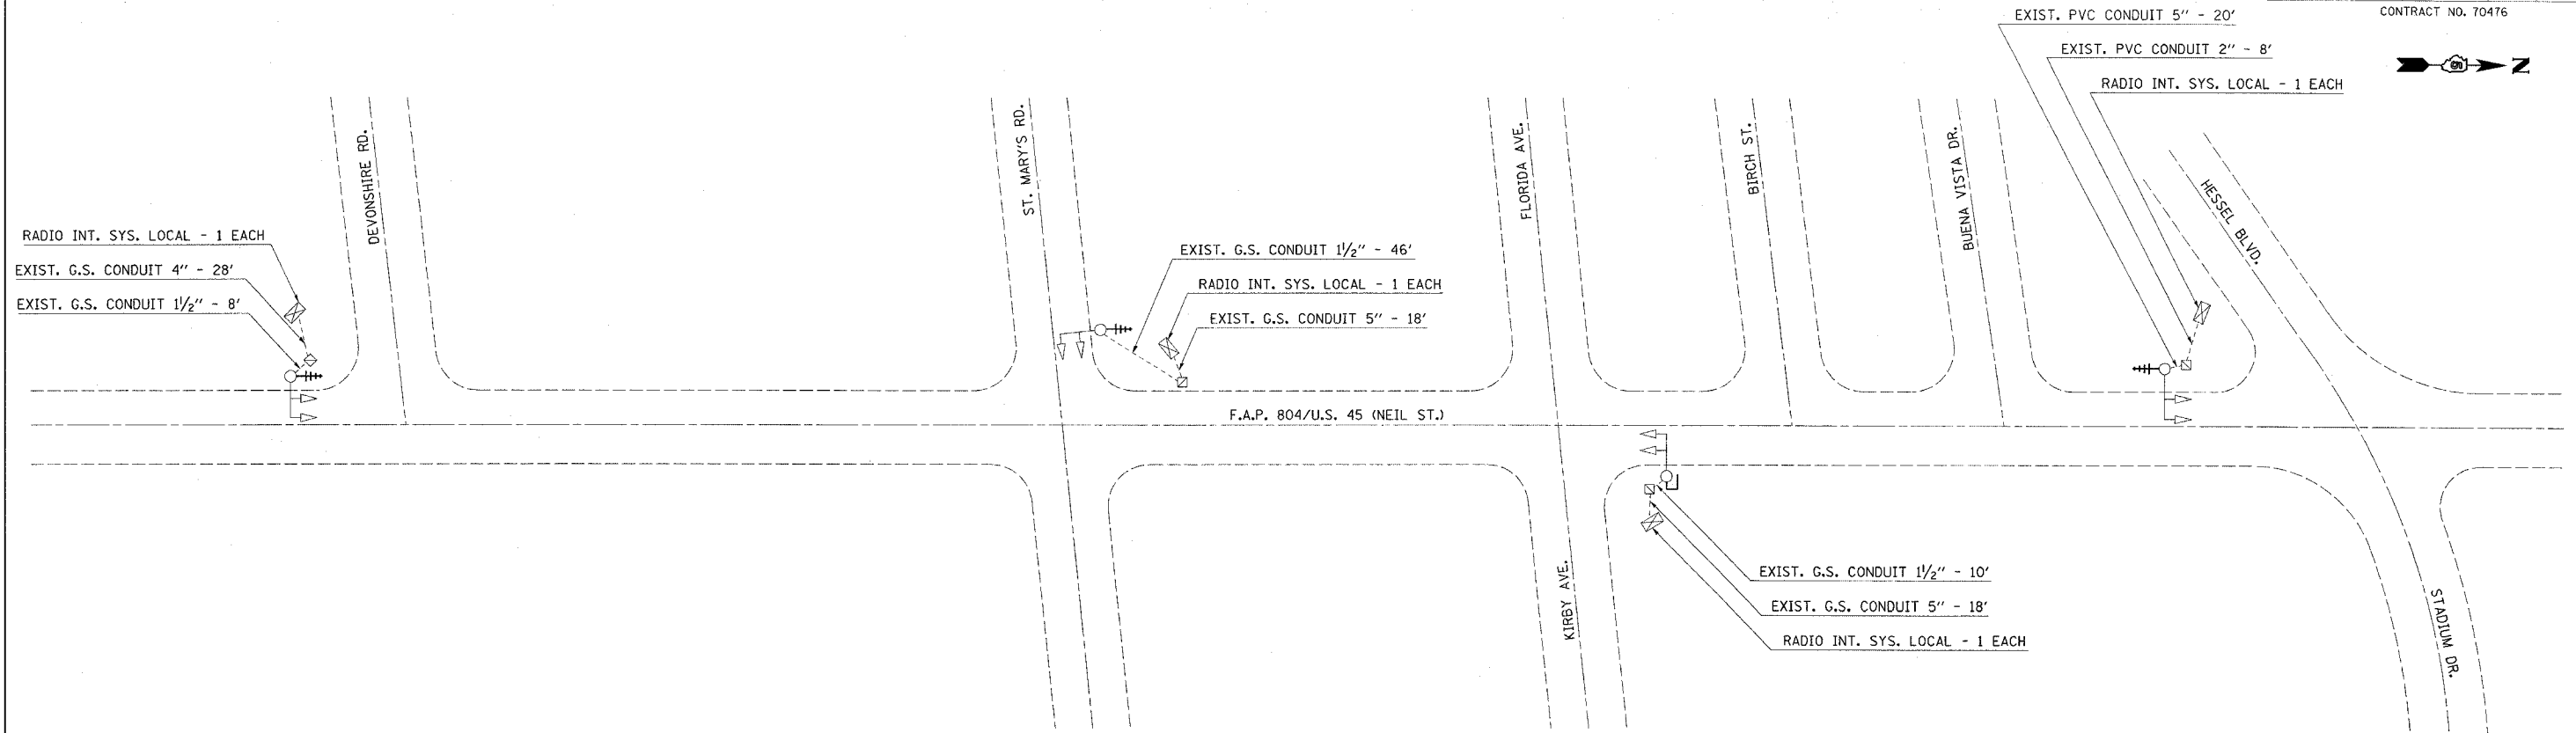 CONTRACT NO. 70476
EXIST. PVC CONDUIT 5" - 20'
EXIST. PVC CONDUIT 2" - 8'
RADIO INT. SYS. LOCAL - 1 EACH
N
DEVONSHIRE RD.
ST. MARY'S RD.
FLORIDA AVE.
BIRCH ST.
BUENA VISTA DR.
HESSEL BLVD.
RADIO INT. SYS. LOCAL - 1 EACH
EXIST. G.S. CONDUIT 4" - 28'
EXIST. G.S. CONDUIT 1½" - 8'
EXIST. G.S. CONDUIT 1½" - 46'
RADIO INT. SYS. LOCAL - 1 EACH
EXIST. G.S. CONDUIT 5" - 18'
F.A.P. 804/U.S. 45 (NEIL ST.)
KIRBY AVE.
EXIST. G.S. CONDUIT 1½" - 10'
EXIST. G.S. CONDUIT 5" - 18'
RADIO INT. SYS. LOCAL - 1 EACH
STADIUM DR.